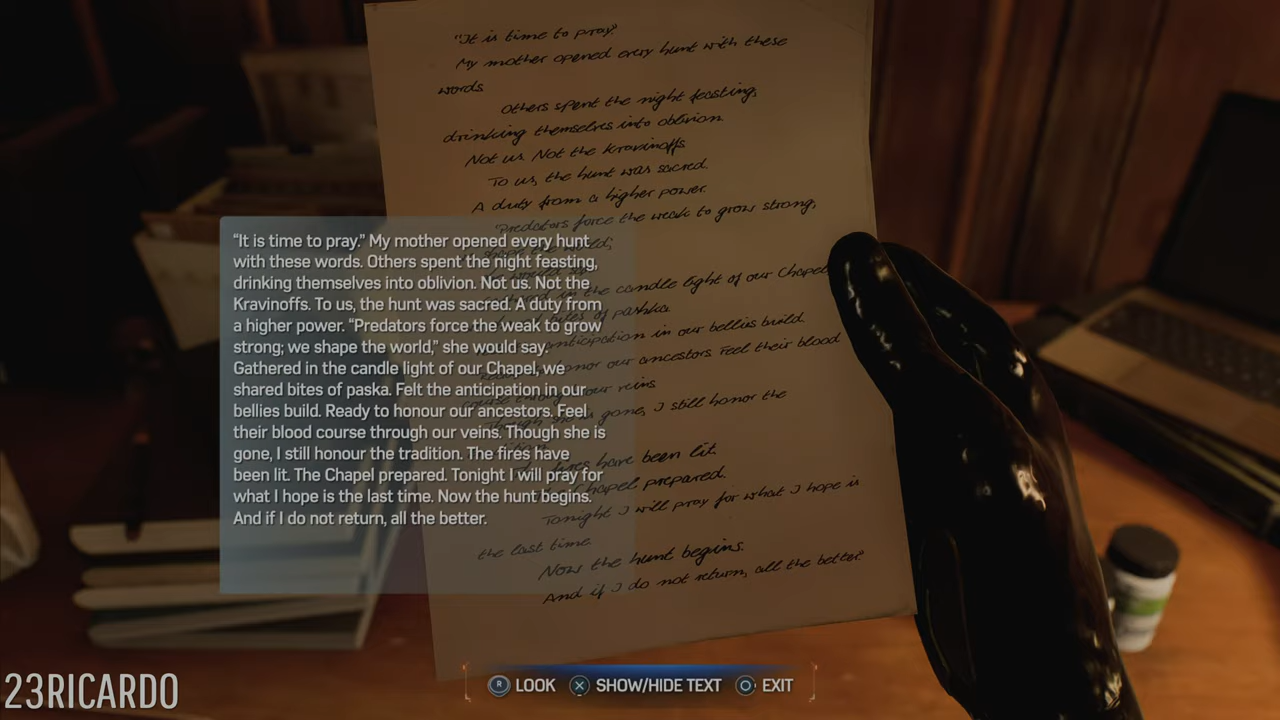 "It is time to pray."
My mother opened every hunt with these
words.
Others spent the night feasting,
drinking themselves into oblivion.
Not us. Not the Kravinoffs.
To us, the hunt was sacred.
A duty from a higher power.
"Predators force the weak to grow strong;
the candle light of our Chapel,
of pashka.
anticipation in our bellies build.
honor our ancestors. Feel their blood
our veins.
gone, I still honor the
fires have been lit.
Chapel prepared.
Tonight I will pray for what I hope is
the last time.
Now the hunt begins.
And if I do not return, all the better."
“It is time to pray.” My mother opened every hunt
with these words. Others spent the night feasting,
drinking themselves into oblivion. Not us. Not the
Kravinoffs. To us, the hunt was sacred. A duty from
a higher power. “Predators force the weak to grow
strong; we shape the world,” she would say.
Gathered in the candle light of our Chapel, we
shared bites of paska. Felt the anticipation in our
bellies build. Ready to honour our ancestors. Feel
their blood course through our veins. Though she is
gone, I still honour the tradition. The fires have
been lit. The Chapel prepared. Tonight I will pray for
what I hope is the last time. Now the hunt begins.
And if I do not return, all the better.
23RICARDO
R LOOK SHOW/HIDE TEXT EXIT